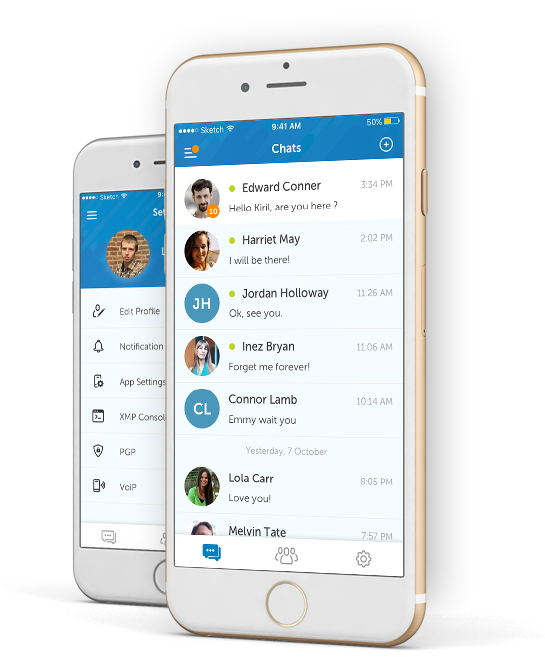 Sketch
9:41 AM
50%
Chats
10
Edward Conner
3:34 PM
Hello Kiril, are you here ?
Harriet May
2:02 PM
I will be there!
JH
Jordan Holloway
11:26 AM
Ok, see you.
Inez Bryan
11:06 AM
Forget me forever!
CL
Connor Lamb
10:14 AM
Emmy wait you
Yesterday, 7 October
Lola Carr
8:05 PM
Love you!
Melvin Tate
7:57 PM
Sketch
9:
Set
L
Edit Profile
Notification
App Settings
XMP Consol
PGP
VoiP